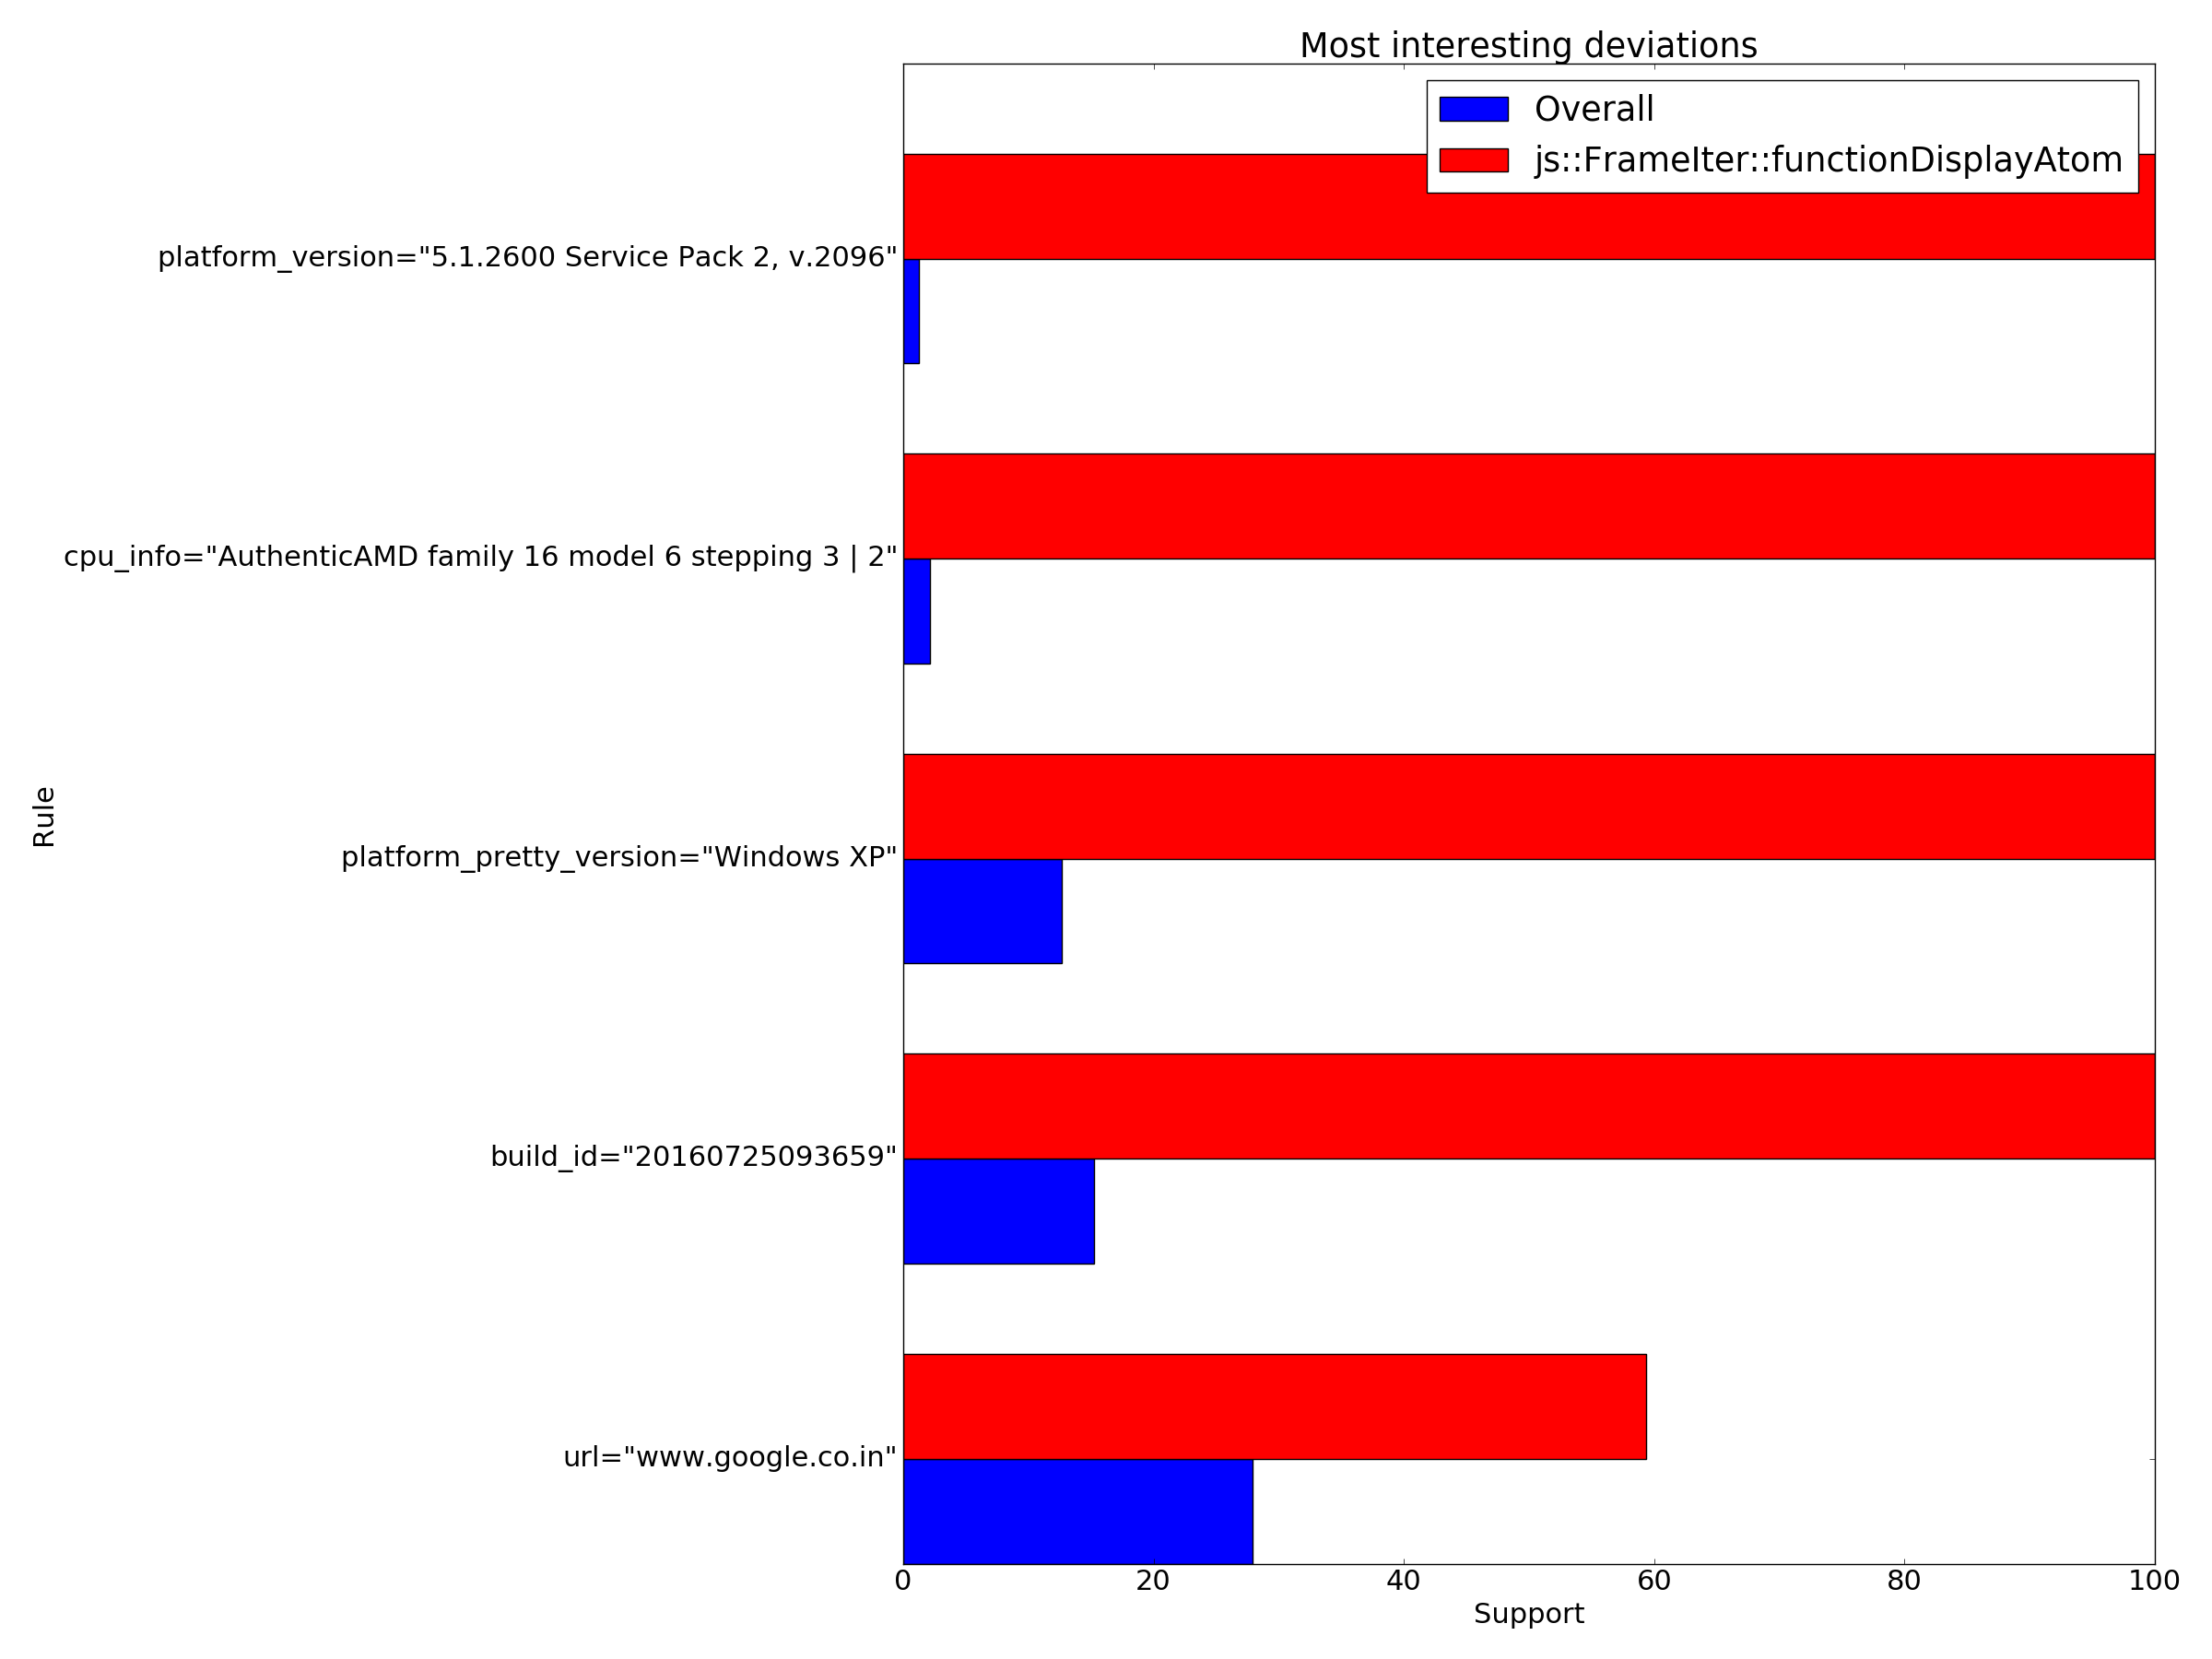 Most interesting deviations
Overall
js::FrameIter::functionDisplayAtom
platform_version="5.1.2600 Service Pack 2, v.2096"
cpu_info="AuthenticAMD family 16 model 6 stepping 3 | 2"
platform_pretty_version="Windows XP"
build_id="20160725093659"
url="www.google.co.in"
Rule
0 20 40 60 80 100
Support